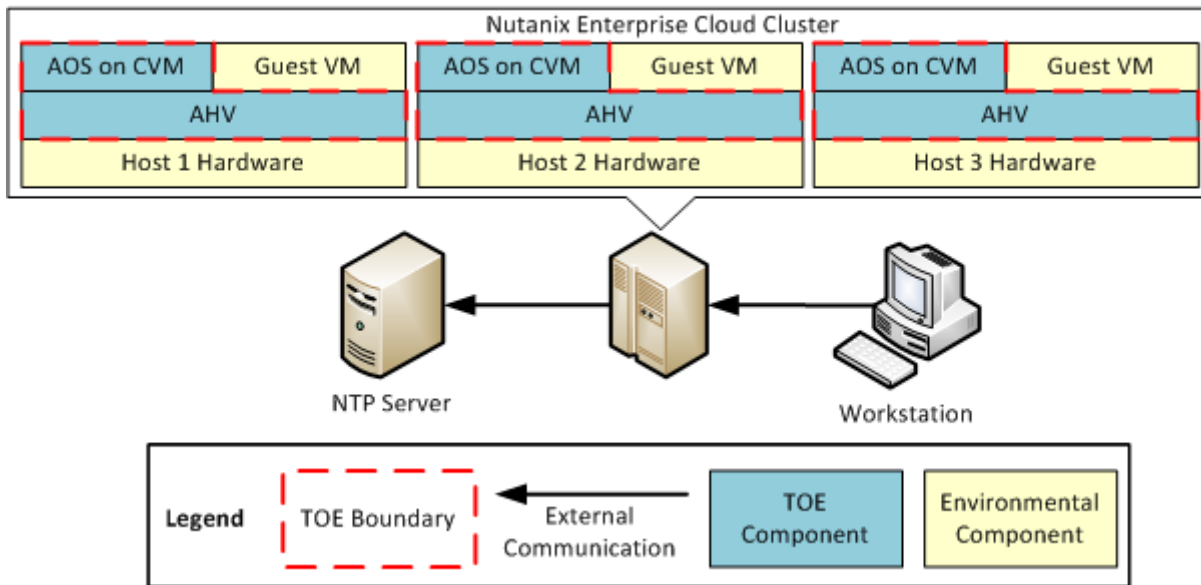 Nutanix Enterprise Cloud Cluster
AOS on CVM
Guest VM
AOS on CVM
Guest VM
AOS on CVM
Guest VM
AHV
AHV
AHV
Host 1 Hardware
Host 2 Hardware
Host 3 Hardware
NTP Server
Workstation
Legend
TOE Boundary
External
Communication
TOE
Component
Environmental
Component